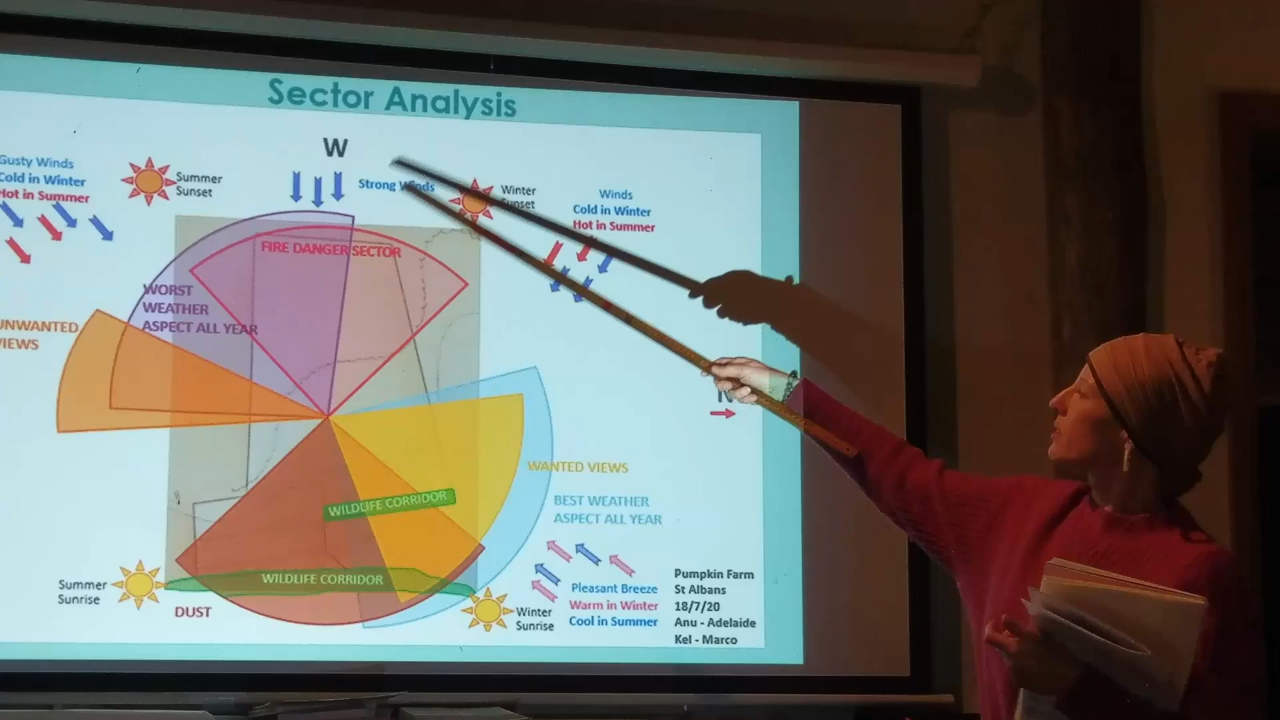 Sector Analysis
W
Gusty Winds
Cold in Winter
Hot in Summer
Summer
Sunset
Strong Winds
Winter
Sunset
Winds
Cold in Winter
Hot in Summer
FIRE DANGER SECTOR
WORST
WEATHER
ASPECT ALL YEAR
UNWANTED
VIEWS
N
WANTED VIEWS
WILDLIFE CORRIDOR
BEST WEATHER
ASPECT ALL YEAR
Summer
Sunrise
WILDLIFE CORRIDOR
DUST
Winter
Sunrise
Pleasant Breeze
Warm in Winter
Cool in Summer
Pumpkin Farm
St Albans
18/7/20
Anu - Adelaide
Kel - Marco